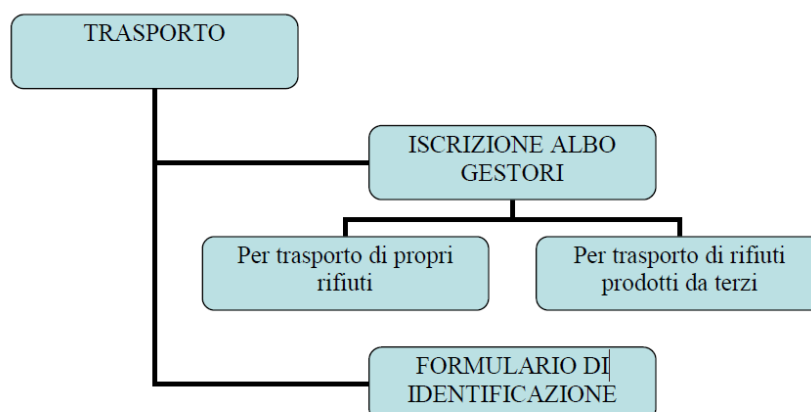 TRASPORTO
ISCRIZIONE ALBO
GESTORI
Per trasporto di propri
rifiuti
Per trasporto di rifiuti
prodotti da terzi
FORMULARIO DI
IDENTIFICAZIONE